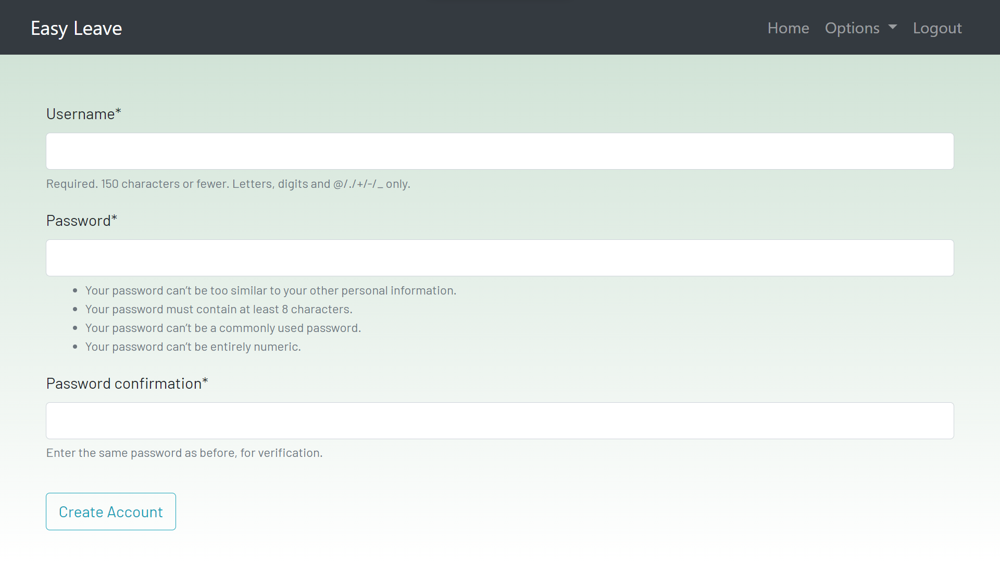 Easy Leave
Home Options Logout
Username*
Required. 150 characters or fewer. Letters, digits and @/./+/-/_ only.
Password*
• Your password can’t be too similar to your other personal information.
• Your password must contain at least 8 characters.
• Your password can’t be a commonly used password.
• Your password can’t be entirely numeric.
Password confirmation*
Enter the same password as before, for verification.
Create Account